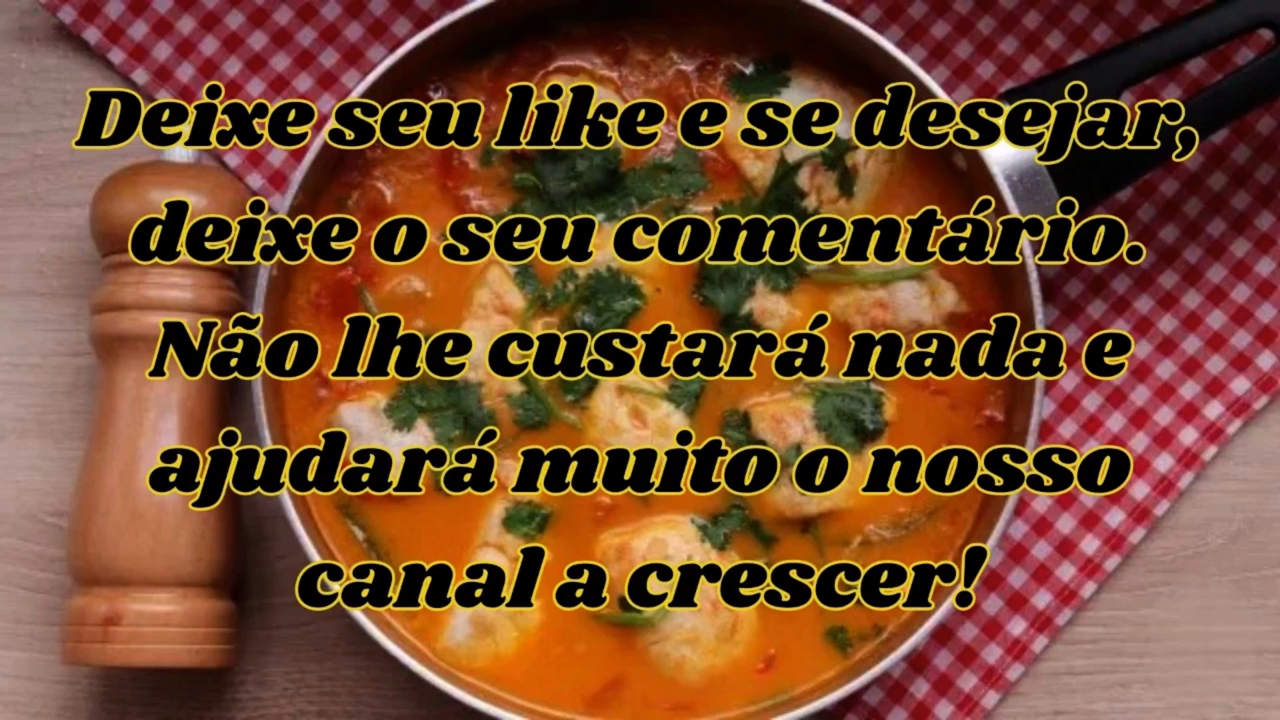 Deixe seu like e se desejar,
deixe o seu comentário.
Não lhe custará nada e
ajudará muito o nosso
canal a crescer!